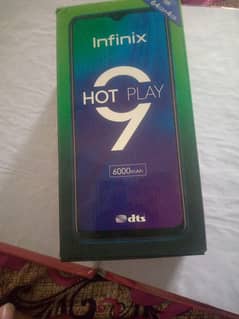 Infinix
HOT PLAY
9
6000mAh
dts